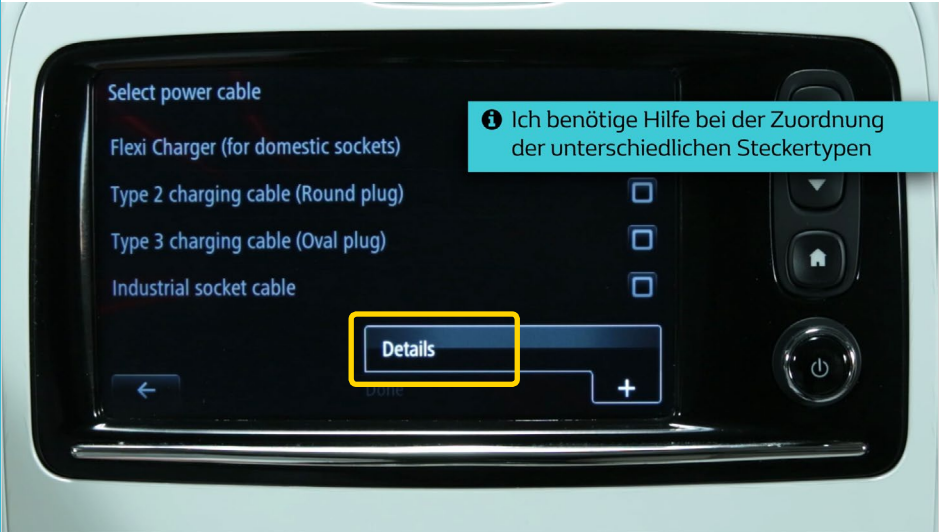 Select power cable
Ich benötige Hilfe bei der Zuordnung
der unterschiedlichen Steckertypen
Flexi Charger (for domestic sockets)
Type 2 charging cable (Round plug)
Type 3 charging cable (Oval plug)
Industrial socket cable
Details
Done
+